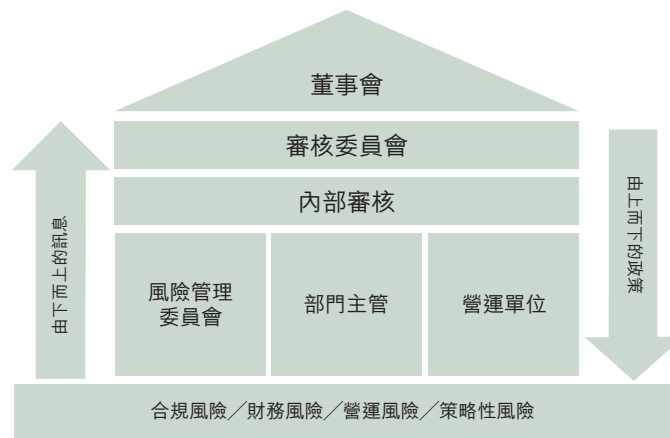 董事會
審核委員會
內部審核
由下而上的訊息
風險管理
委員會
部門主管
營運單位
由上而下的政策
合規風險╱財務風險╱營運風險╱策略性風險